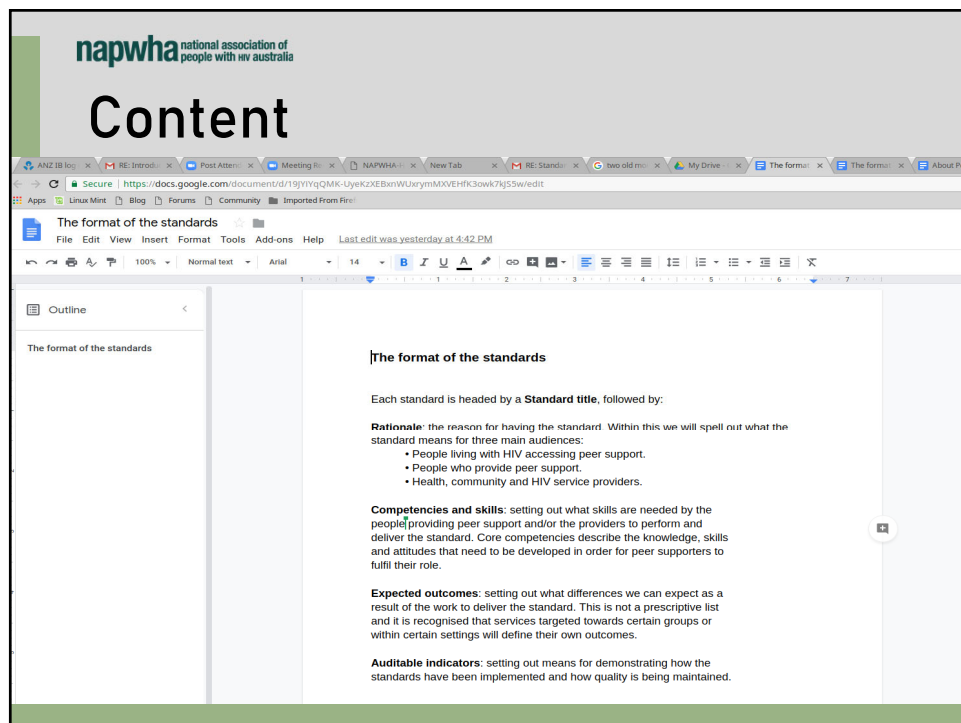 napwha national association of
people with HIV australia
Content
ANZ IB log
RE: Introdu
Post Attend
Meeting Re
NAPWHA-
New Tab
RE: Standar
two old mo
My Drive -
The format
The format
About P
Secure | https://docs.google.com/document/d/19JYiYqQMK-UyeKzXEBxnWUxrymMXVEHfK3owk7kJS5w/edit
Apps Linux Mint Blog Forums Community Imported From Firef
The format of the standards
File Edit View Insert Format Tools Add-ons Help Last edit was yesterday at 4:42 PM
100% Normal text Arial 14 B I U A
1 1 2 3 4 5 6 7
Outline
The format of the standards
The format of the standards
Each standard is headed by a Standard title, followed by:
Rationale: the reason for having the standard. Within this we will spell out what the
standard means for three main audiences:
• People living with HIV accessing peer support.
• People who provide peer support.
• Health, community and HIV service providers.
Competencies and skills: setting out what skills are needed by the
people providing peer support and/or the providers to perform and
deliver the standard. Core competencies describe the knowledge, skills
and attitudes that need to be developed in order for peer supporters to
fulfil their role.
Expected outcomes: setting out what differences we can expect as a
result of the work to deliver the standard. This is not a prescriptive list
and it is recognised that services targeted towards certain groups or
within certain settings will define their own outcomes.
Auditable indicators: setting out means for demonstrating how the
standards have been implemented and how quality is being maintained.